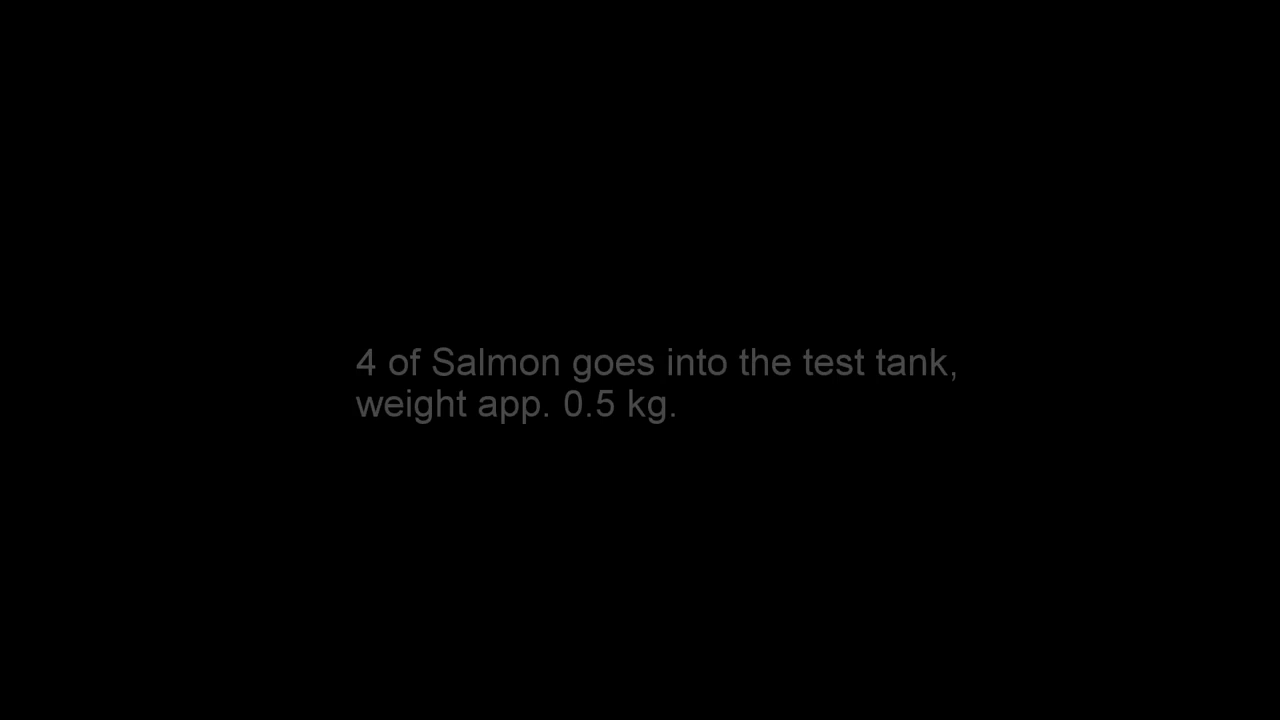 4 of Salmon goes into the test tank,
weight app. 0.5 kg.